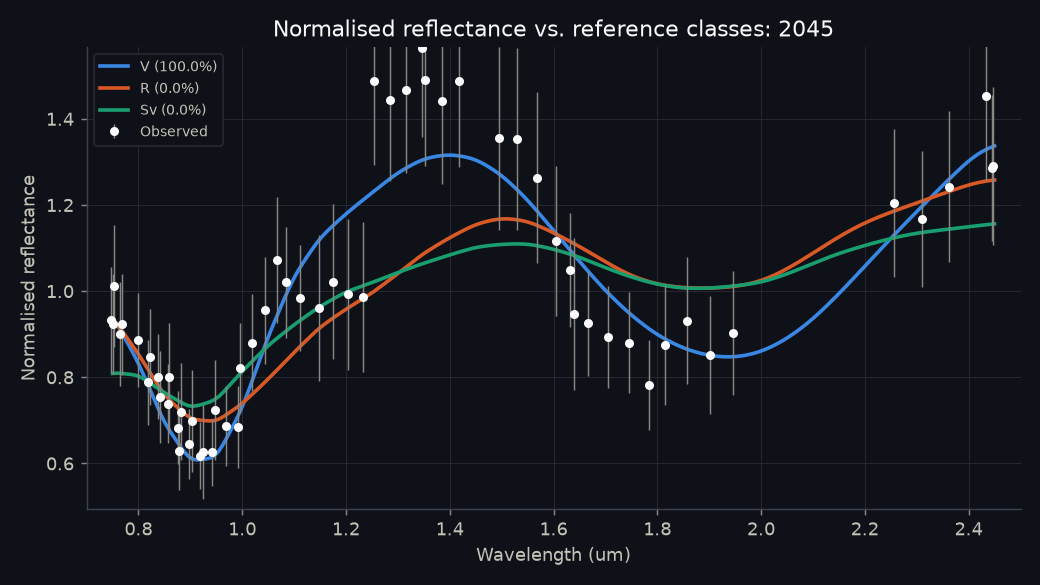 Normalised reflectance vs. reference classes: 2045
V (100.0%)
R (0.0%)
Sv (0.0%)
Observed
Normalised reflectance
1.4
1.2
1.0
0.8
0.6
0.8 1.0 1.2 1.4 1.6 1.8 2.0 2.2 2.4
Wavelength (um)